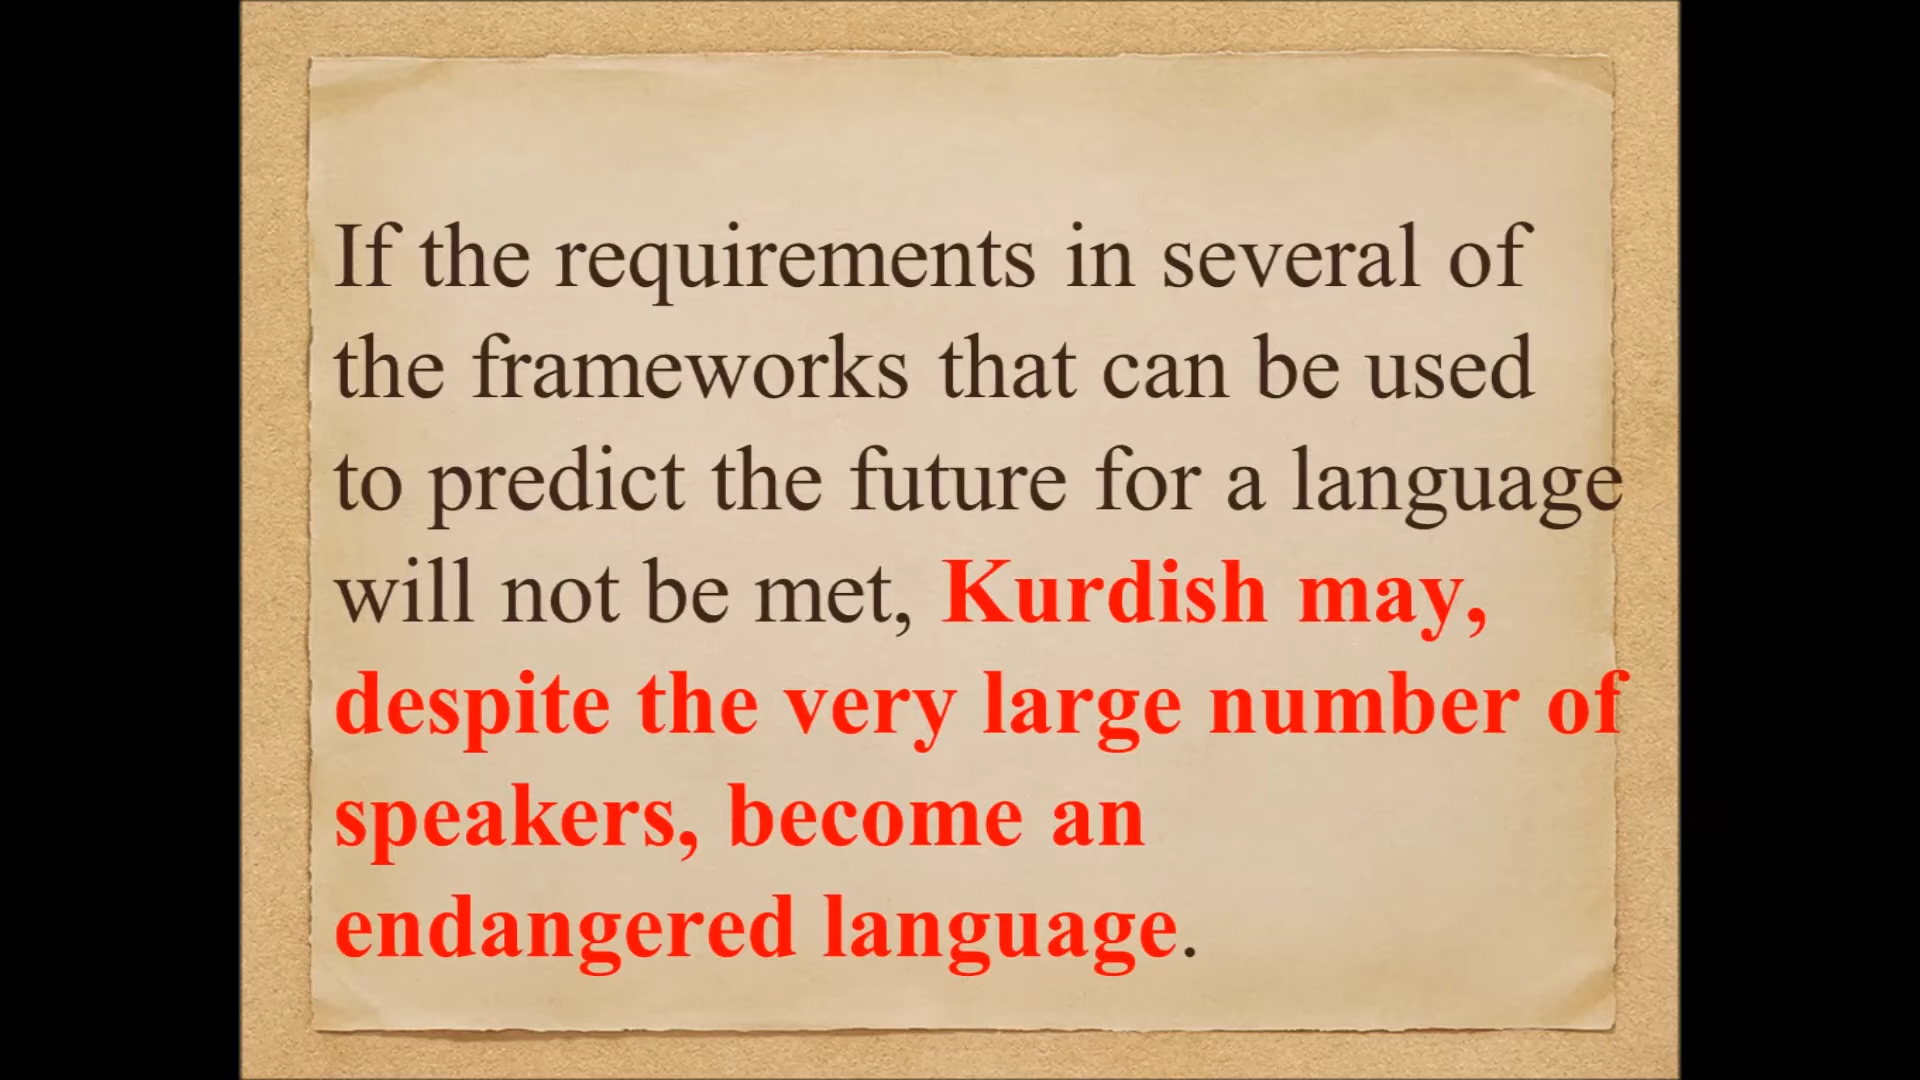 If the requirements in several of
the frameworks that can be used
to predict the future for a language
will not be met, Kurdish may,
despite the very large number of
speakers, become an
endangered language.